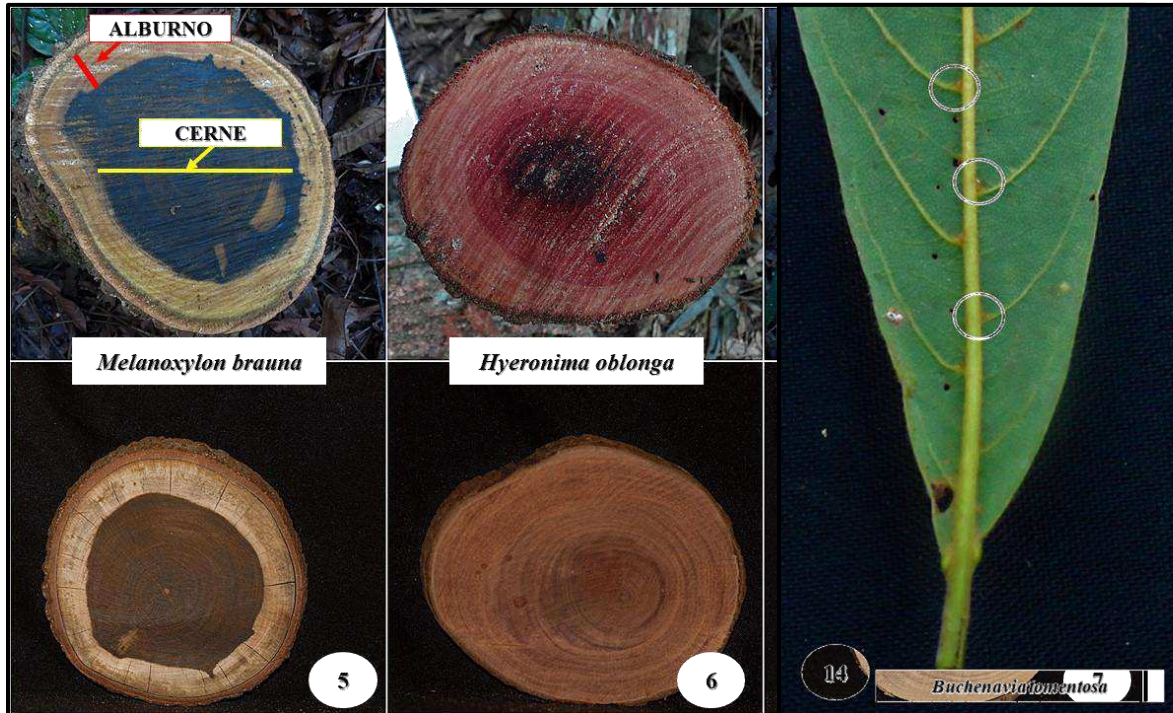 ALBURNO
CERNE
Melanoxylon brauna
Hyeronima oblonga
5
6
14
Buchenavia tomentosa
7